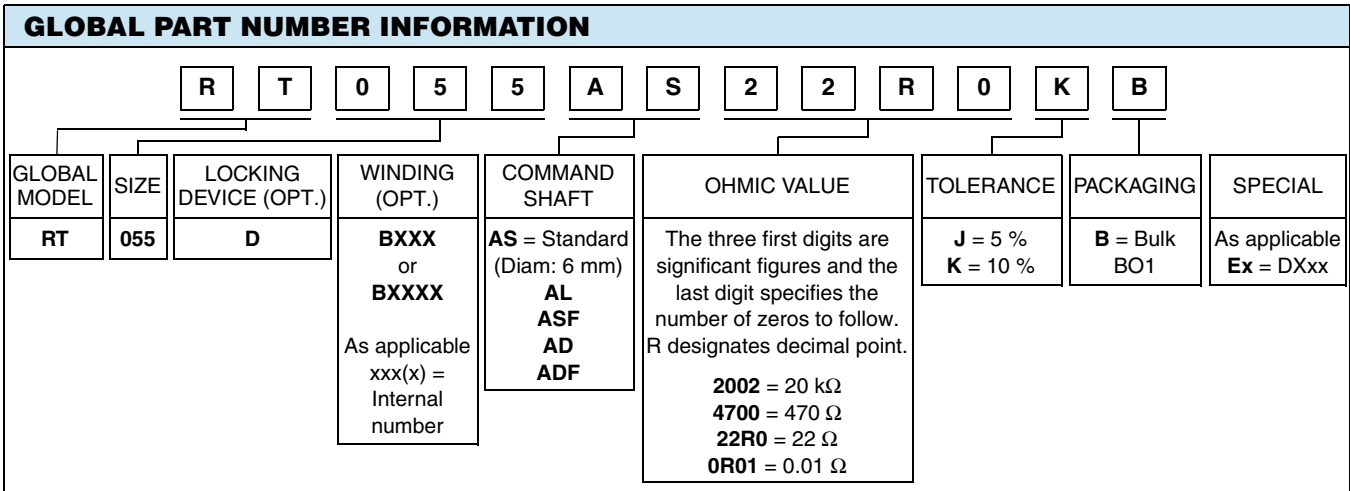 GLOBAL PART NUMBER INFORMATION
R T 0 5 5 A S 2 2 R 0 K B
GLOBAL
MODEL
RT
SIZE
055
LOCKING
DEVICE (OPT.)
D
WINDING
(OPT.)
BXXX
or
BXXXX
As applicable
xxx(x) =
Internal
number
COMMAND
SHAFT
AS = Standard
(Diam: 6 mm)
AL
ASF
AD
ADF
OHMIC VALUE
The three first digits are
significant figures and the
last digit specifies the
number of zeros to follow.
R designates decimal point.
2002 = 20 kΩ
4700 = 470 Ω
22R0 = 22 Ω
0R01 = 0.01 Ω
TOLERANCE
J = 5 %
K = 10 %
PACKAGING
B = Bulk
BO1
SPECIAL
As applicable
Ex = DXxx